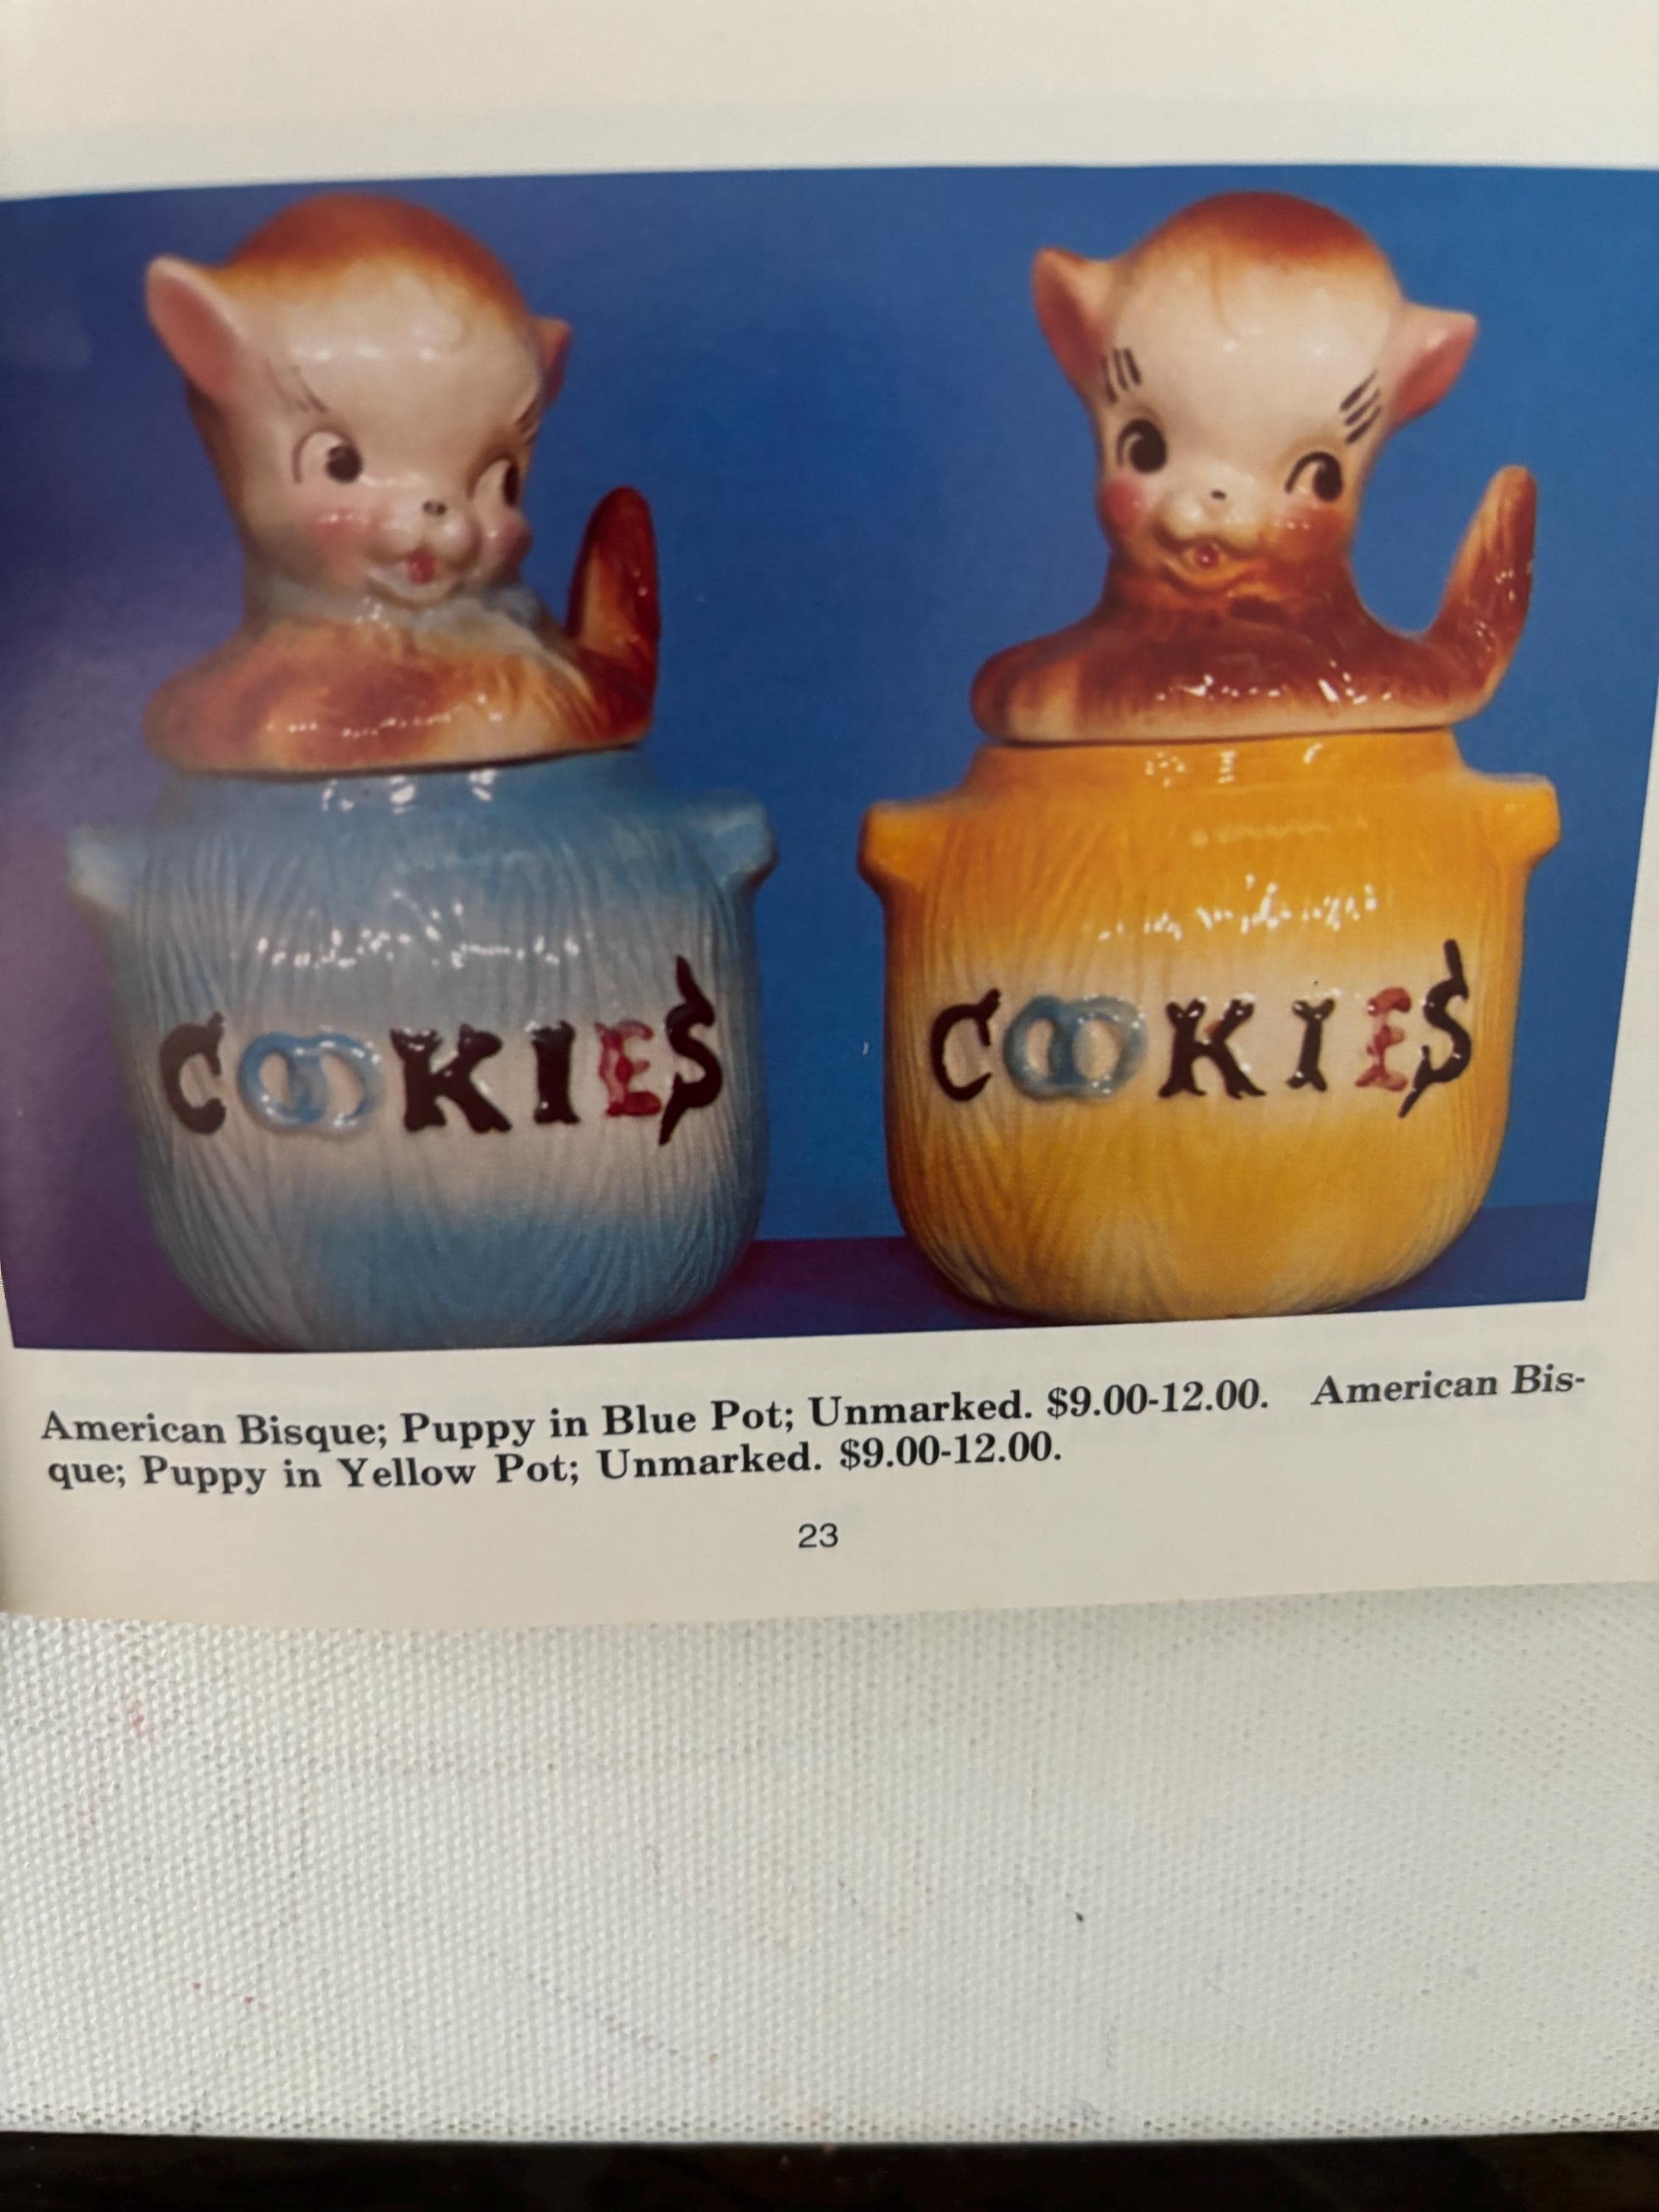 COOKIES COOKIES
American Bisque; Puppy in Blue Pot; Unmarked. $9.00-12.00. American Bis-
que; Puppy in Yellow Pot; Unmarked. $9.00-12.00.
23